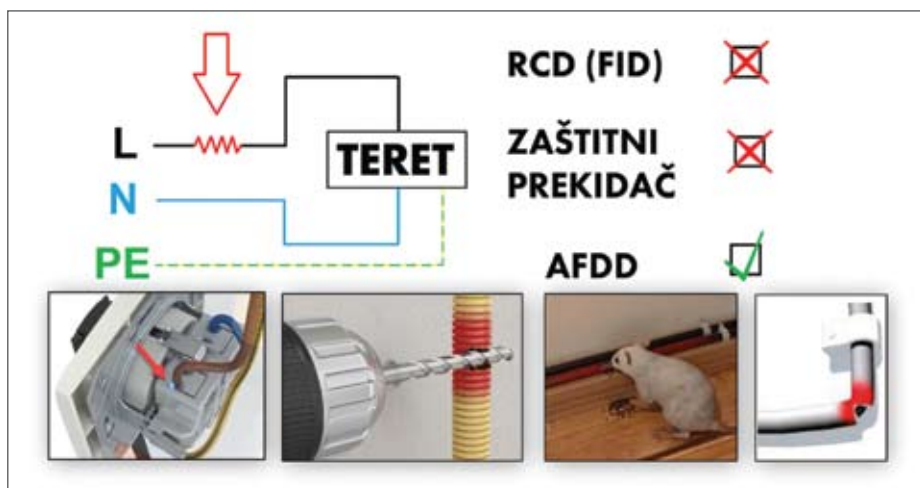 L
N
PE
TERET
RCD (FID)
ZAŠTITNI
PREKIDAČ
AFDD